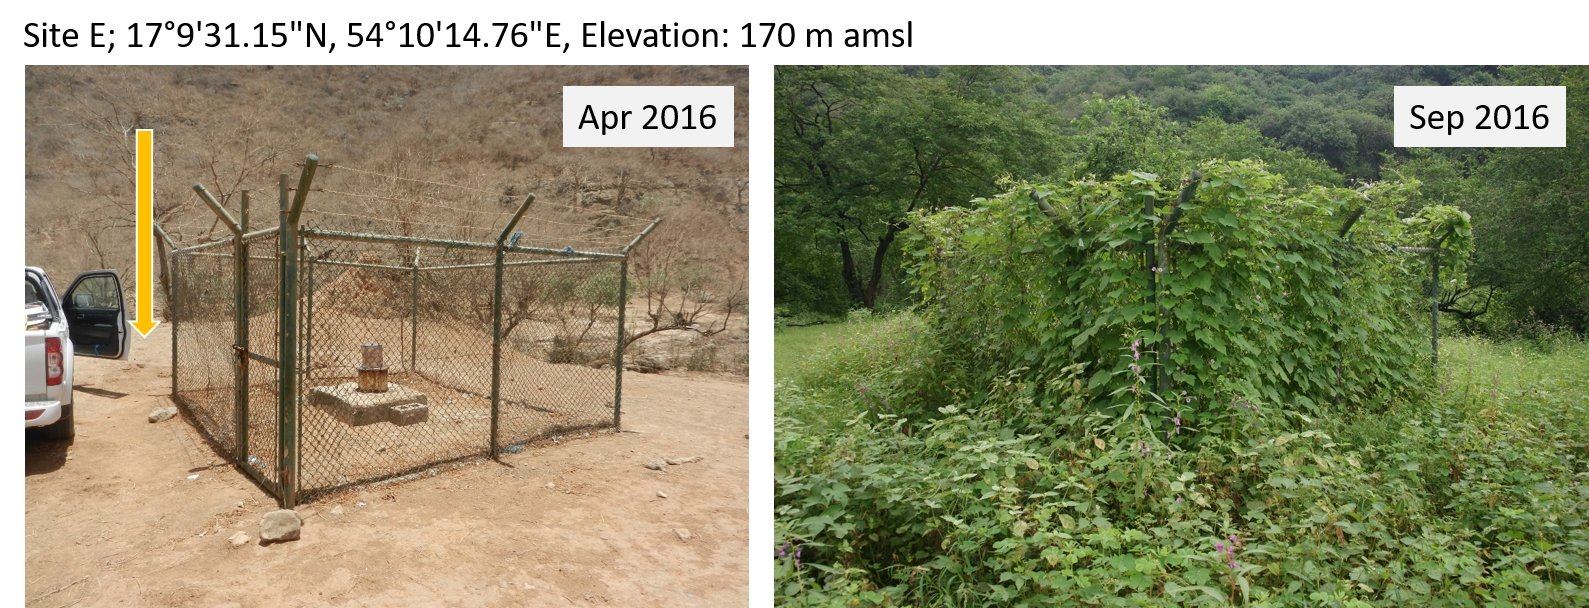 Site E; 17°9'31.15"N, 54°10'14.76"E, Elevation: 170 m amsl
Apr 2016
Sep 2016